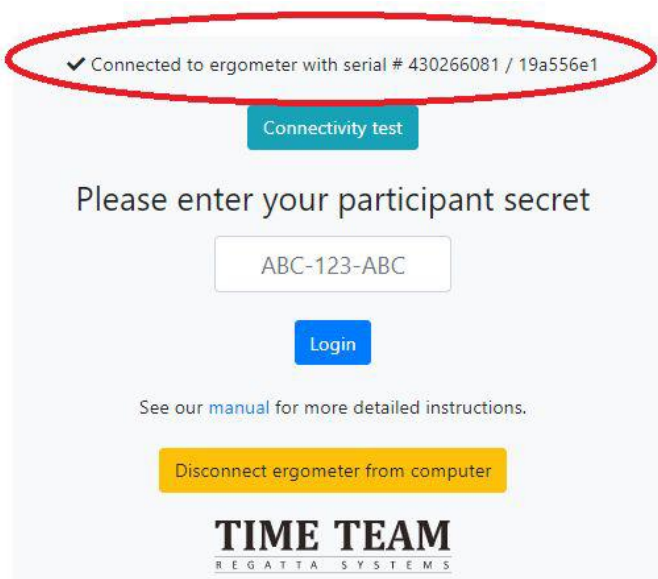 ✔ Connected to ergometer with serial # 430266081 / 19a556e1
Connectivity test
Please enter your participant secret
ABC-123-ABC
Login
See our manual for more detailed instructions.
Disconnect ergometer from computer
TIME TEAM
REGATTA SYSTEMS